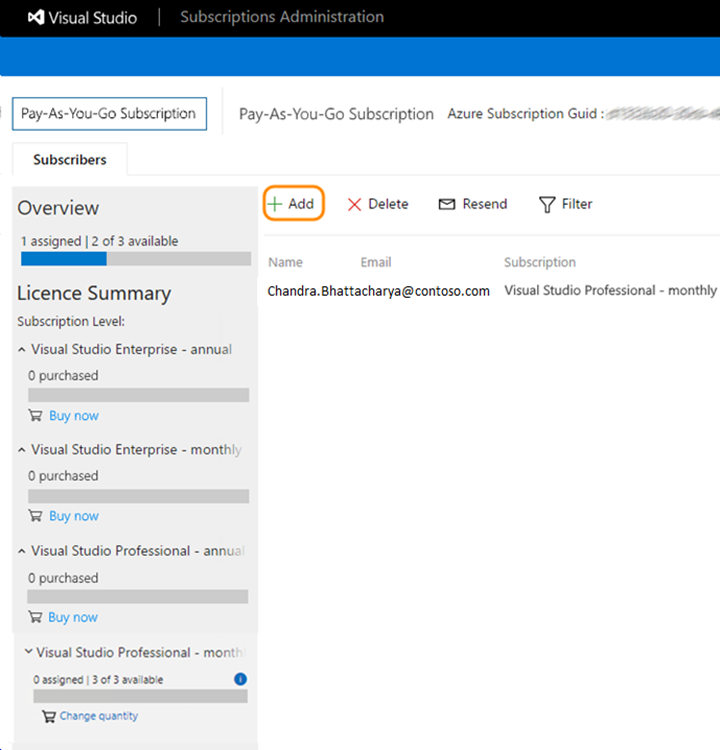 Visual Studio | Subscriptions Administration
Pay-As-You-Go Subscription Pay-As-You-Go Subscription Azure Subscription Guid :
Subscribers
Add Delete Resend Filter
Overview
1 assigned | 2 of 3 available
Licence Summary
Subscription Level:
Visual Studio Enterprise - annual
0 purchased
Buy now
Visual Studio Enterprise - monthly
0 purchased
Buy now
Visual Studio Professional - annual
0 purchased
Buy now
Visual Studio Professional - month
0 assigned | 3 of 3 available
Change quantity
Name Email Subscription
Chandra.Bhattacharya@contoso.com Visual Studio Professional - monthly